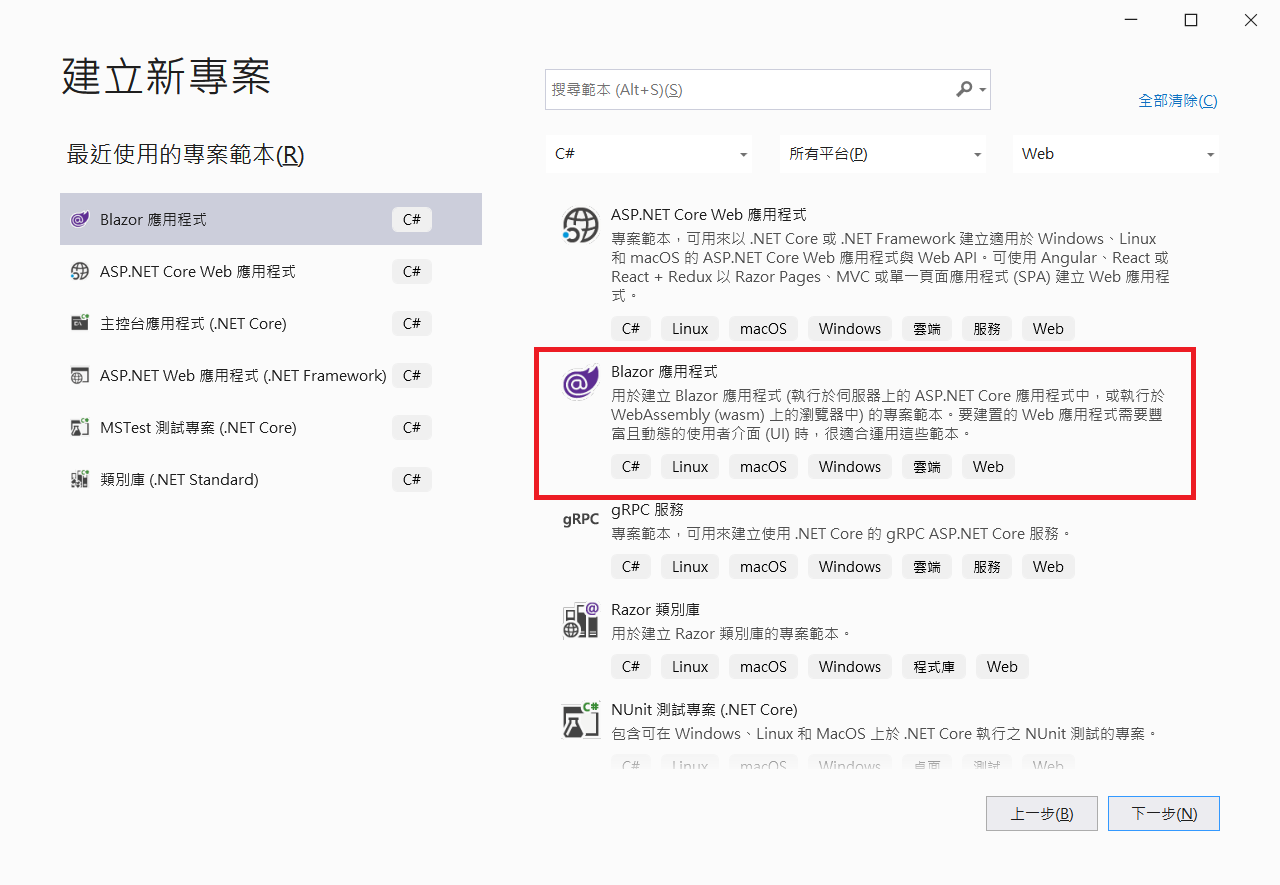 建立新專案
搜尋範本 (Alt+S)(S)
全部清除(C)
最近使用的專案範本(R)
C#
所有平台(P)
Web
Blazor 應用程式
C#
ASP.NET Core Web 應用程式
C#
主控台應用程式 (.NET Core)
C#
ASP.NET Web 應用程式 (.NET Framework)
C#
MSTest 測試專案 (.NET Core)
C#
類別庫 (.NET Standard)
C#
ASP.NET Core Web 應用程式
專案範本，可用來以 .NET Core 或 .NET Framework 建立適用於 Windows、Linux
和 macOS 的 ASP.NET Core Web 應用程式與 Web API。可使用 Angular、React 或
React + Redux 以 Razor Pages、MVC 或單一頁面應用程式 (SPA) 建立 Web 應用程
式。
C# Linux macOS Windows 雲端 服務 Web
Blazor 應用程式
用於建立 Blazor 應用程式 (執行於伺服器上的 ASP.NET Core 應用程式中，或執行於
WebAssembly (wasm) 上的瀏覽器中) 的專案範本。要建置的 Web 應用程式需要豐
富且動態的使用者介面 (UI) 時，很適合運用這些範本。
C# Linux macOS Windows 雲端 Web
gRPC
gRPC 服務
專案範本，可用來建立使用 .NET Core 的 gRPC ASP.NET Core 服務。
C# Linux macOS Windows 雲端 服務 Web
Razor 類別庫
用於建立 Razor 類別庫的專案範本。
C# Linux macOS Windows 程式庫 Web
NUnit 測試專案 (.NET Core)
包含可在 Windows、Linux 和 MacOS 上於 .NET Core 執行之 NUnit 測試的專案。
C# Linux macOS Windows 桌面 測試 Web
上一步(B)
下一步(N)